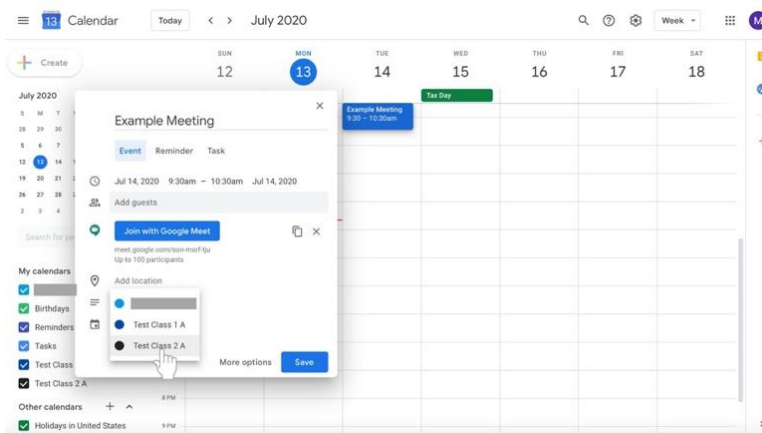 13 Calendar Today July 2020 Week
Create
SUN MON TUE WED THU FRI SAT
12 13 14 15 16 17 18
July 2020
S M T
28 29 30
5 6 7
12 13 14
19 20 21
26 27 28
2 3 4
Search for pe
Tax Day
Example Meeting
9:30 – 10:30am
Example Meeting
Event Reminder Task
Jul 14, 2020 9:30am – 10:30am Jul 14, 2020
Add guests
Join with Google Meet
meet.google.com/son-msrf-tju
Up to 100 participants
Add location
Test Class 1 A
Test Class 2 A
More options Save
My calendars
Birthdays
Reminders
Tasks
Test Class
Test Class 2 A
Other calendars
Holidays in United States
8 PM
9 PM